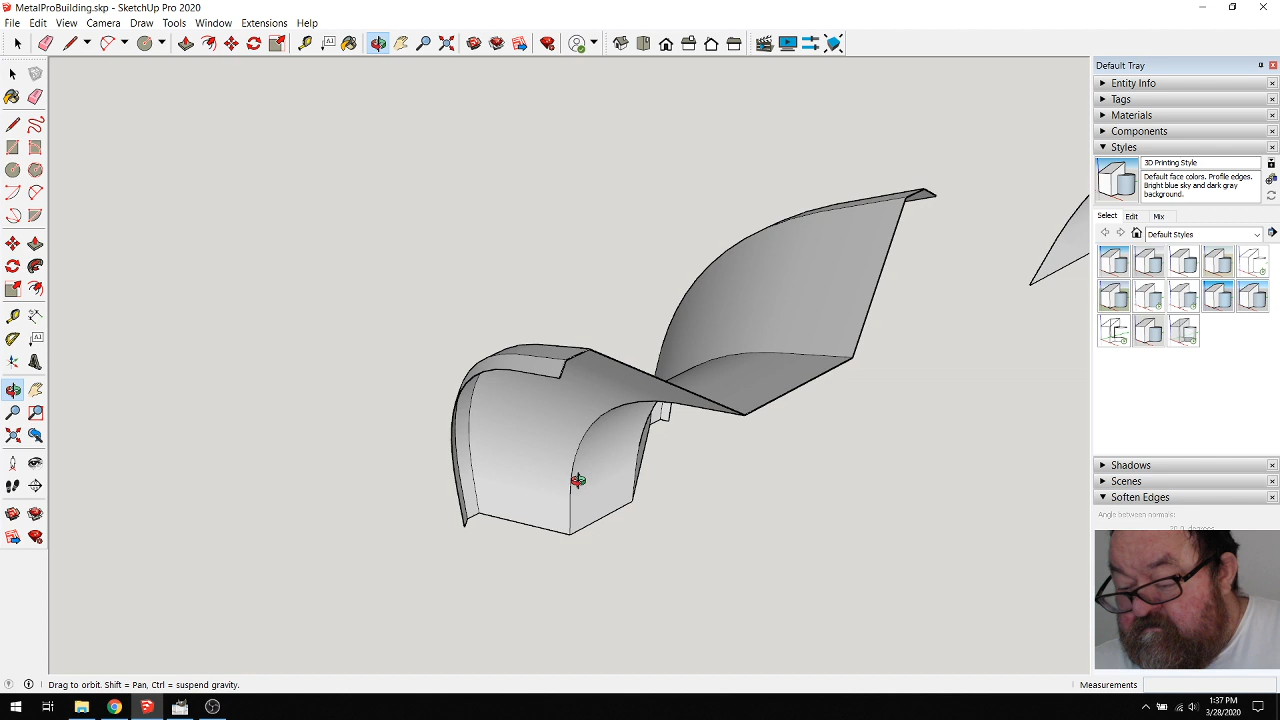 MetalProBuilding.skp - SketchUp Pro 2020
File Edit View Camera Draw Tools Window Extensions Help
Default Tray
Entity Info
Tags
Materials
Components
Styles
3D Printing Style
Default face colors. Profile edges.
Bright blue sky and dark gray
background.
Select Edit Mix
Default Styles
Shadows
Scenes
Soften Edges
Angle between normals:
Drag to orbit. Shift = Pan, Ctrl = suspend gravity.
Measurements
1:37 PM
3/28/2020